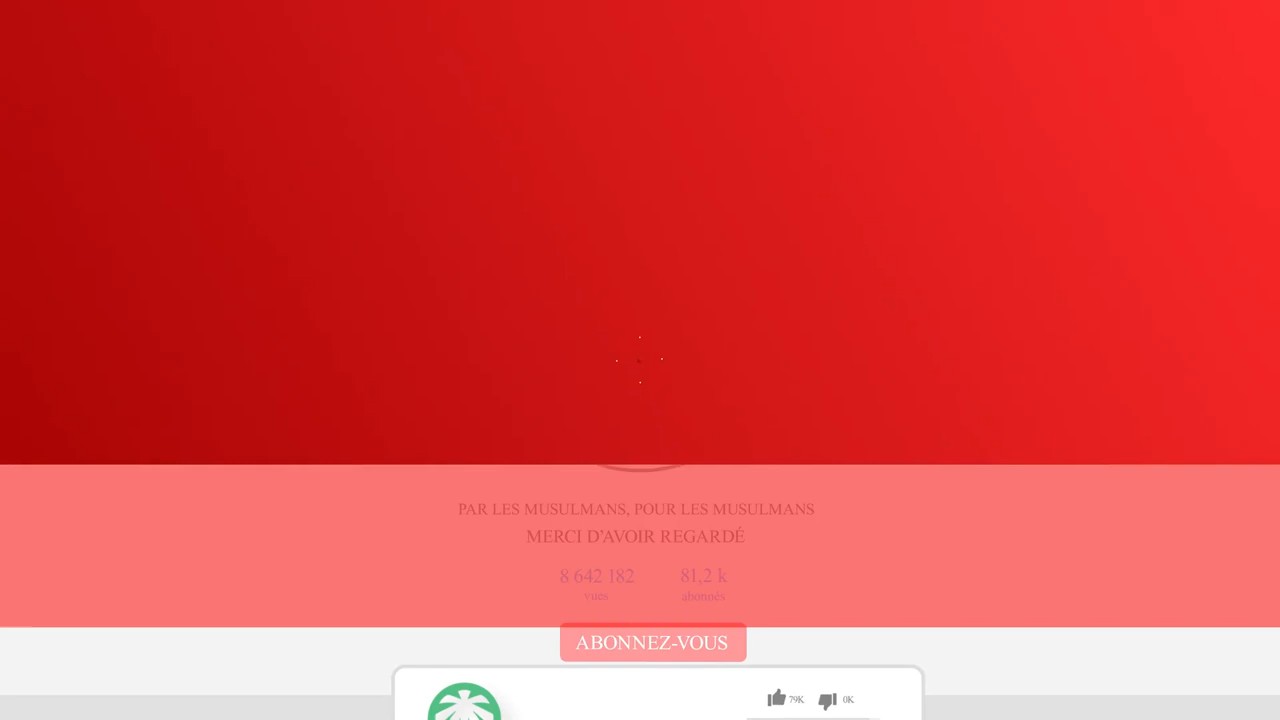 PAR LES MUSULMANS, POUR LES MUSULMANS
MERCI D'AVOIR REGARDÉ
8 642 182 81,2 k
vues abonnés
ABONNEZ-VOUS
79K 0K